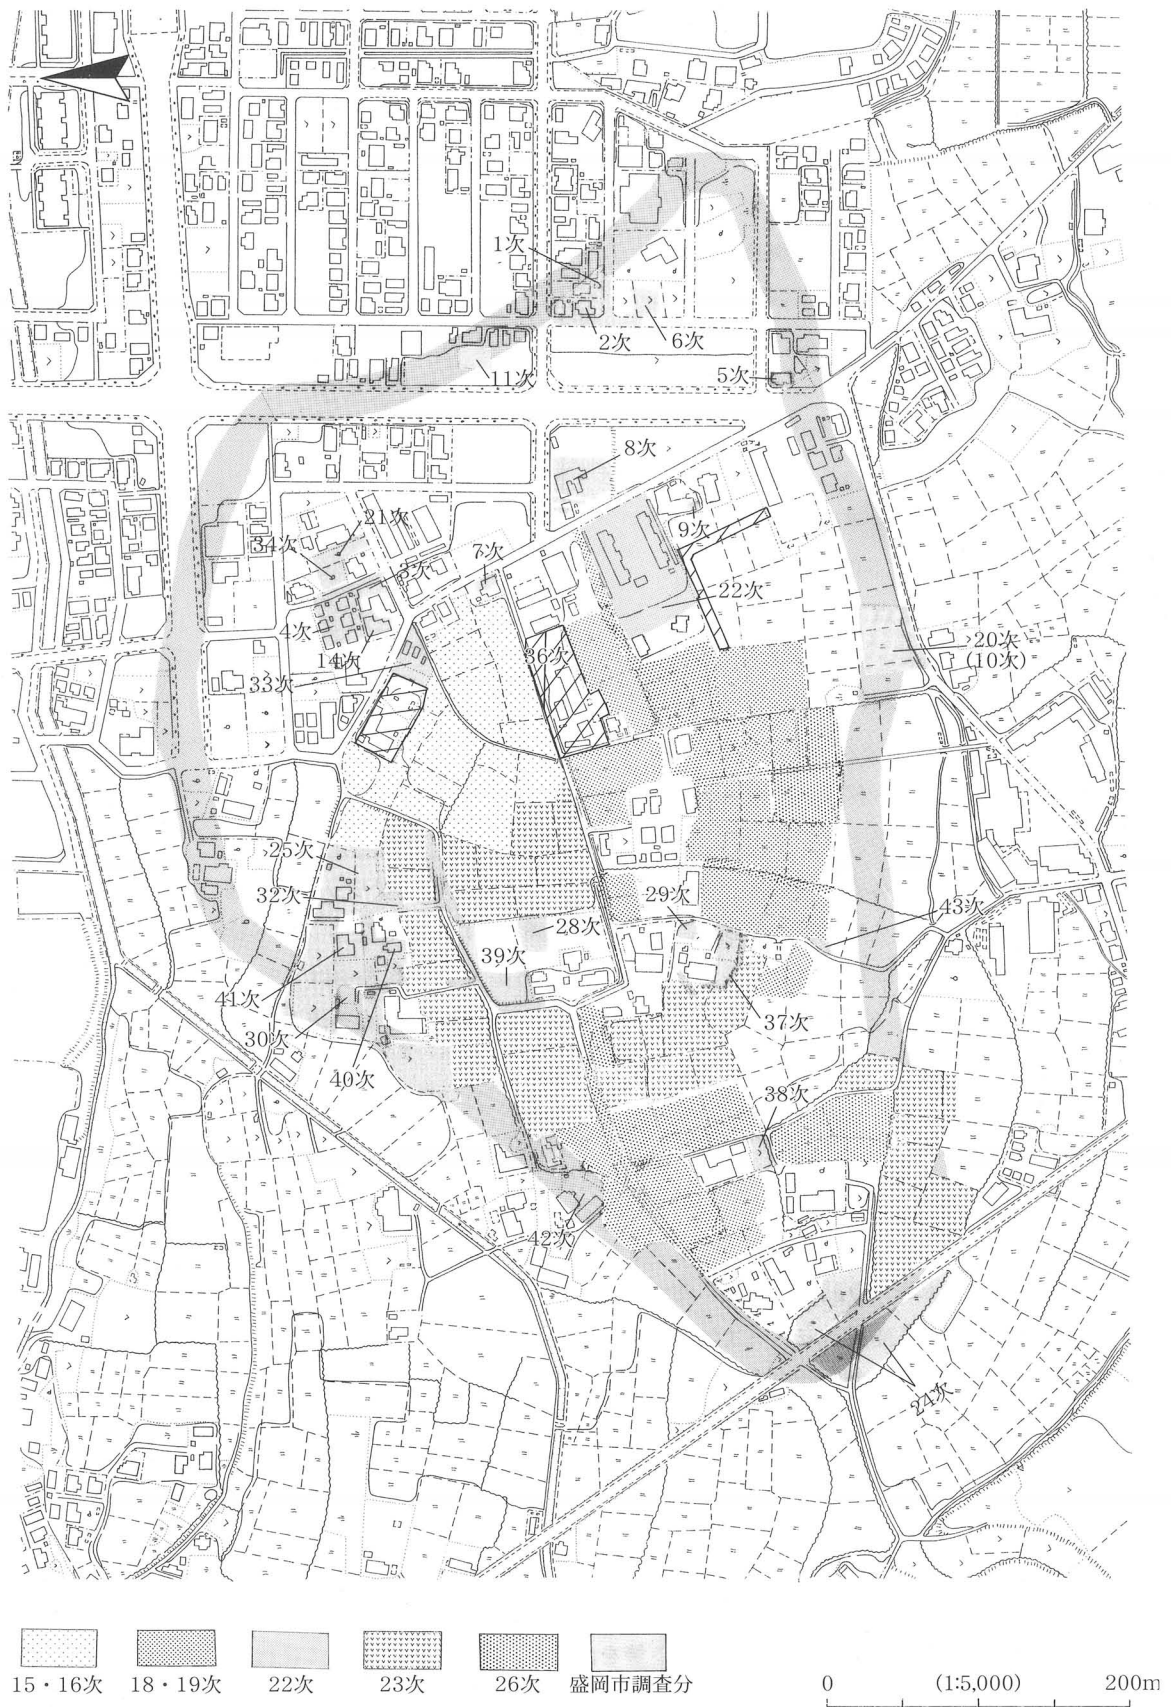 1次
2次
6次
11次
5次
8次
21次
34次
9次
7次
3次
22次
4次
14次
36次
20次
(10次)
33次
25次
32次
29次
43次
28次
39次
41次
37次
30次
40次
38次
42次
24次
15・16次 18・19次 22次 23次 26次 盛岡市調査分
0 (1:5,000) 200m